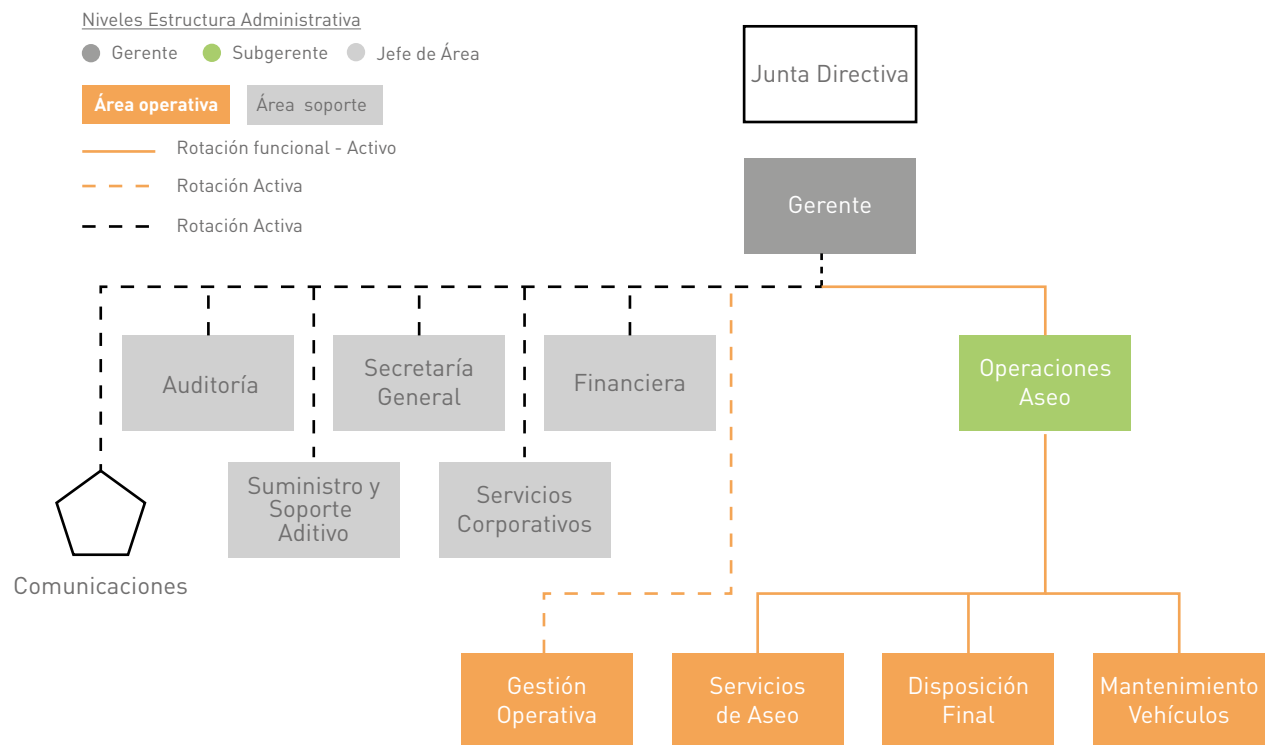 Niveles Estructura Administrativa
Gerente
Subgerente
Jefe de Área
Área operativa
Área soporte
Rotación funcional - Activo
Rotación Activa
Rotación Activa
Junta Directiva
Gerente
Auditoría
Secretaría
General
Financiera
Operaciones
Aseo
Suministro y
Soporte
Aditivo
Servicios
Corporativos
Comunicaciones
Gestión
Operativa
Servicios
de Aseo
Disposición
Final
Mantenimiento
Vehículos